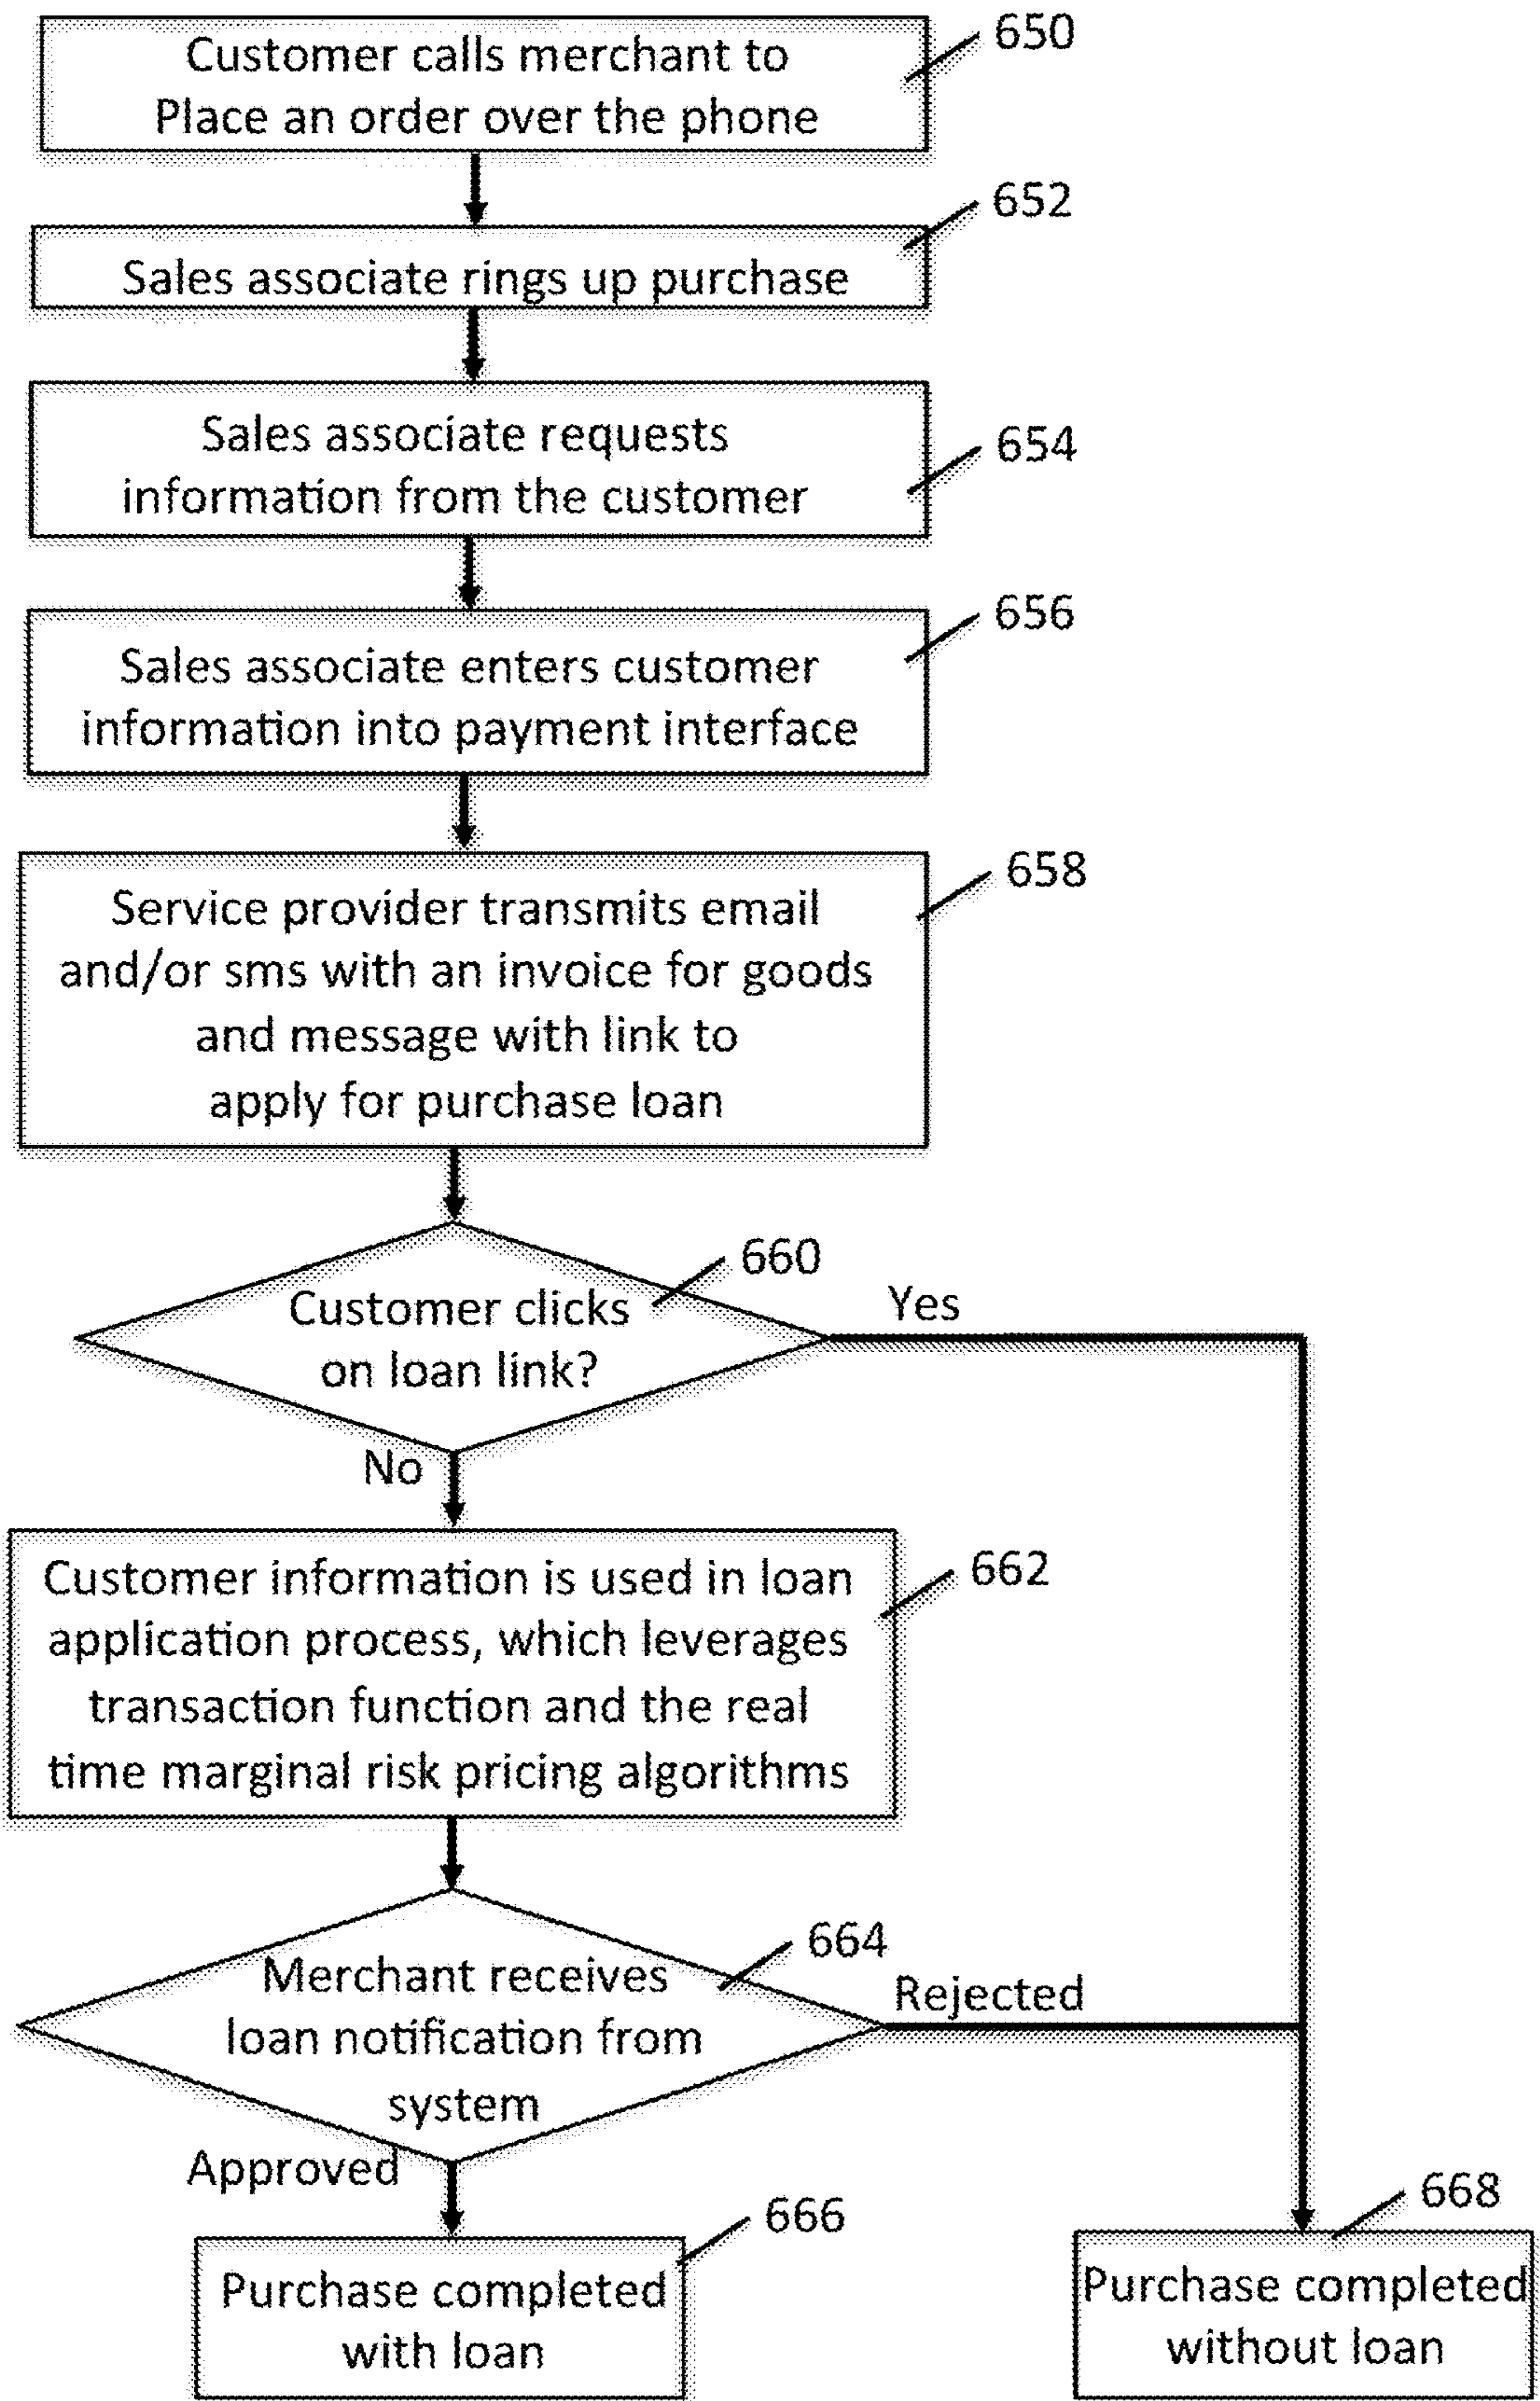 Customer calls merchant to
Place an order over the phone
650
Sales associate rings up purchase
652
Sales associate requests
information from the customer
654
Sales associate enters customer
information into payment interface
656
Service provider transmits email
and/or sms with an invoice for goods
and message with link to
apply for purchase loan
658
Customer clicks
on loan link?
660
Yes
No
Customer information is used in loan
application process, which leverages
transaction function and the real
time marginal risk pricing algorithms
662
Merchant receives
loan notification from
system
664
Rejected
Approved
Purchase completed
with loan
666
Purchase completed
without loan
668